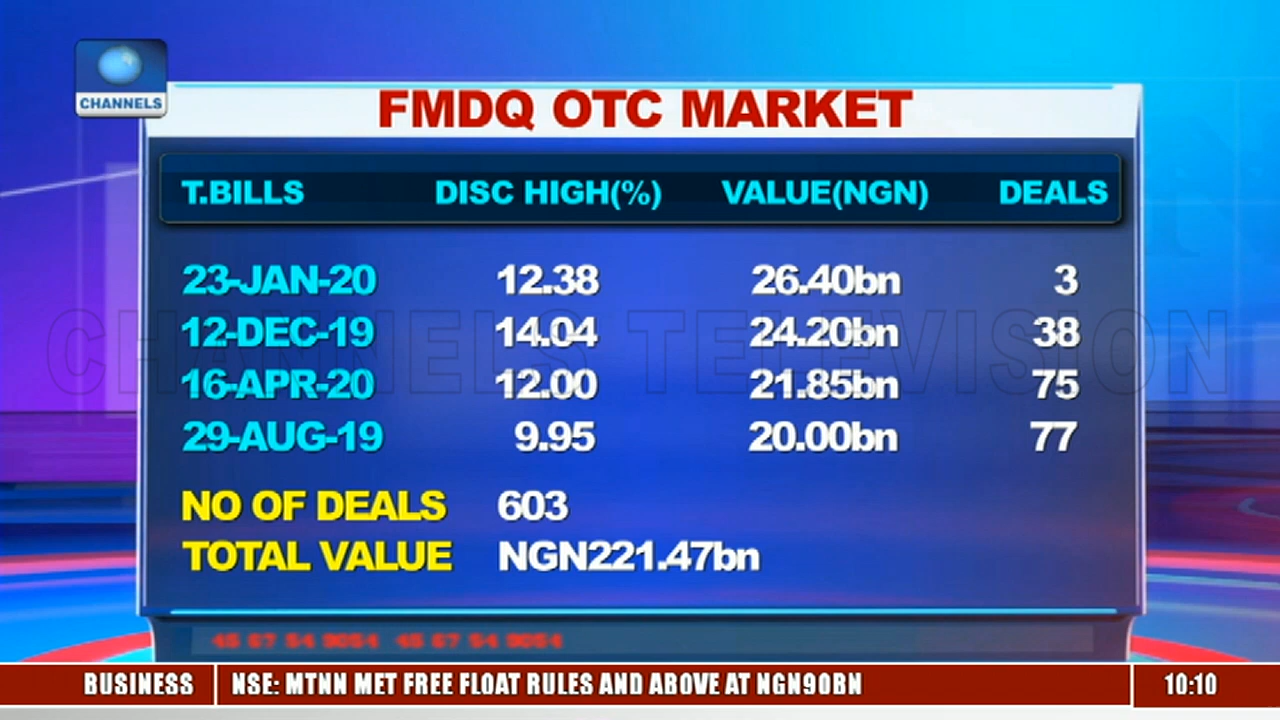 CHANNELS
FMDQ OTC MARKET
T.BILLS DISC HIGH(%) VALUE(NGN) DEALS
23-JAN-20 12.38 26.40bn 3
12-DEC-19 14.04 24.20bn 38
CHANNELS TELEVISION
16-APR-20 12.00 21.85bn 75
29-AUG-19 9.95 20.00bn 77
NO OF DEALS 603
TOTAL VALUE NGN221.47bn
BUSINESS NSE: MTNN MET FREE FLOAT RULES AND ABOVE AT NGN90BN 10:10